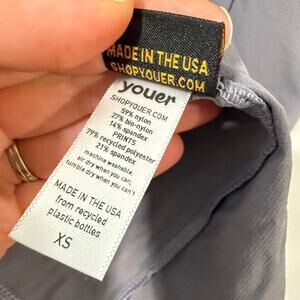 MADE IN THE USA
SHOPYOUER.COM
youer
SHOPYOUER.COM
59% nylon
27% bio-nylon
14% spandex
PRINTS
79% recycled polyester
21% spandex
machine washable.
air dry when you can,
tumble dry when you can't.
MADE IN THE USA
from recycled
plastic bottles
XS